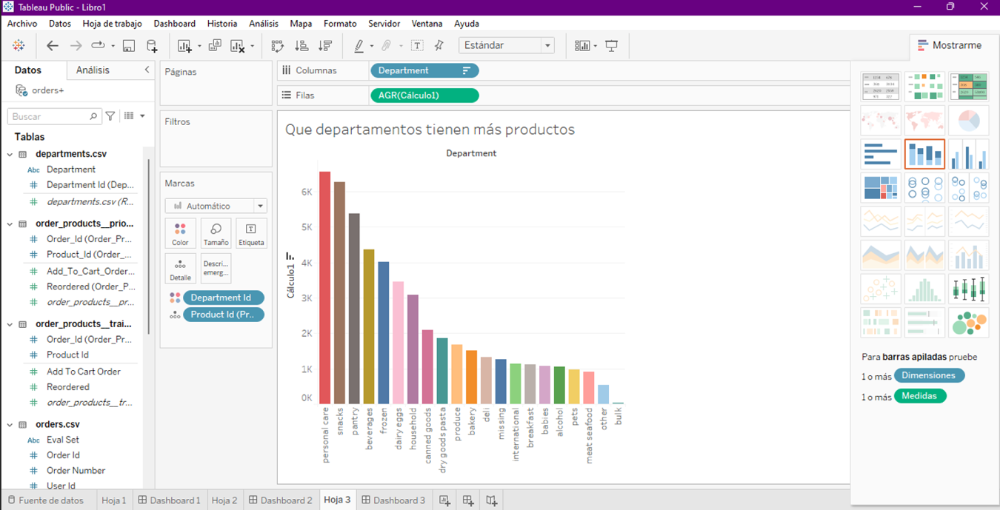 Tableau Public - Libro1
Archivo Datos Hoja de trabajo Dashboard Historia Análisis Mapa Formato Servidor Ventana Ayuda
Estándar
Mostrarme
Datos Análisis
orders+
Buscar
Tablas
departments.csv
Abc Department
# Department Id (Dep...
# departments.csv (R...
order_products__prio...
# Order_Id (Order_Pr...
# Product_Id (Order_...
# Add_To_Cart_Order...
# Reordered (Order_P...
# order_products__pr...
order_products__trai...
# Order_Id (Order_Pr...
# Product Id
# Add To Cart Order
# Reordered
# order_products__tr...
orders.csv
Abc Eval Set
# Order Id
# Order Number
# User Id
Páginas
Filtros
Marcas
Automático
Color Tamaño Etiqueta
Detalle Descri... emerg...
Department Id
Product Id (Pr..
Columnas Department
Filas AGR(Cálculo1)
Que departamentos tienen más productos
Department
Cálculo1
6K
5K
4K
3K
2K
1K
0K
personal care
snacks
pantry
beverages
frozen
dairy eggs
household
canned goods
dry goods pasta
produce
bakery
deli
missing
international
breakfast
babies
alcohol
pets
meat seafood
other
bulk
Para barras apiladas pruebe
1 o más Dimensiones
1 o más Medidas
Fuente de datos Hoja 1 Dashboard 1 Hoja 2 Dashboard 2 Hoja 3 Dashboard 3